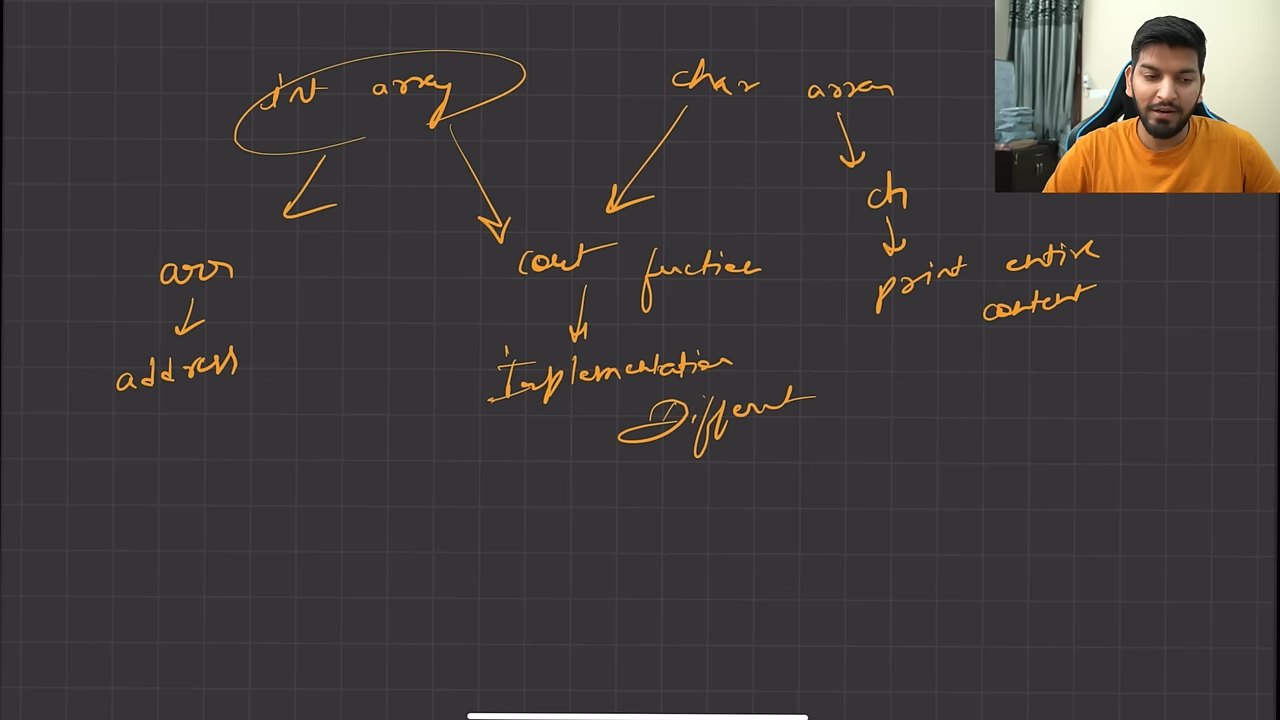 int array
char array
ch
cout function
print entire
content
arr
address
Implementation
Different